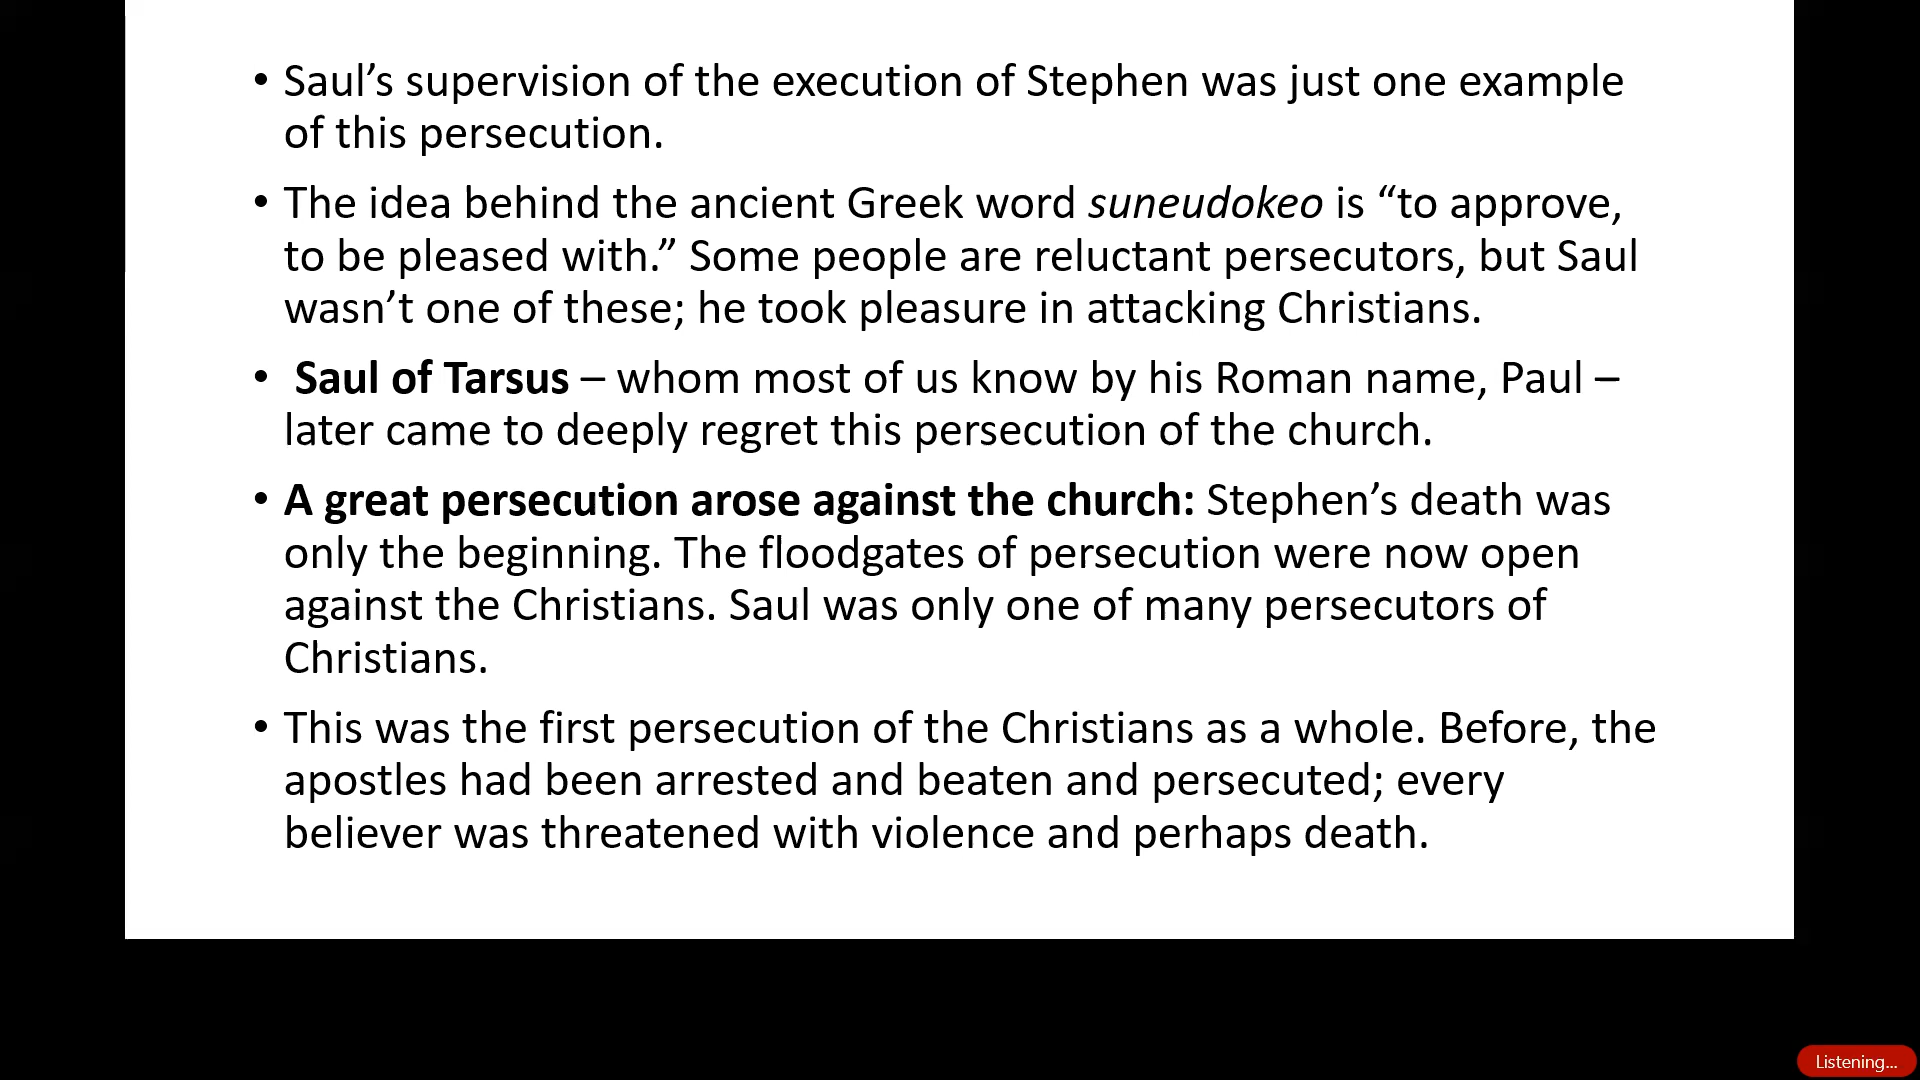 • Saul’s supervision of the execution of Stephen was just one example
of this persecution.
• The idea behind the ancient Greek word suneudokeo is “to approve,
to be pleased with.” Some people are reluctant persecutors, but Saul
wasn’t one of these; he took pleasure in attacking Christians.
• Saul of Tarsus – whom most of us know by his Roman name, Paul –
later came to deeply regret this persecution of the church.
• A great persecution arose against the church: Stephen’s death was
only the beginning. The floodgates of persecution were now open
against the Christians. Saul was only one of many persecutors of
Christians.
• This was the first persecution of the Christians as a whole. Before, the
apostles had been arrested and beaten and persecuted; every
believer was threatened with violence and perhaps death.
Listening...